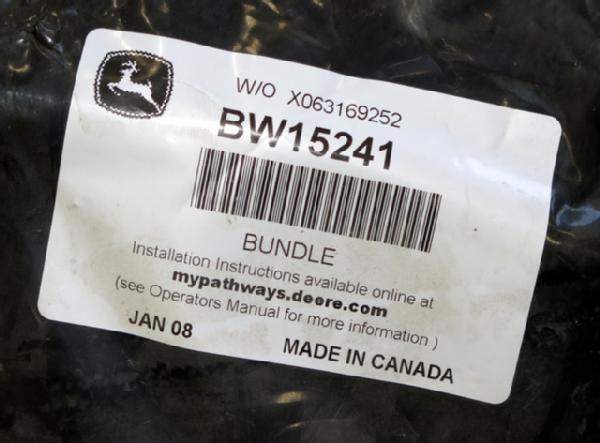 W/O X063169252
BW15241
BUNDLE
Installation Instructions available online at
mypathways.deere.com
(see Operators Manual for more information.)
JAN 08 MADE IN CANADA